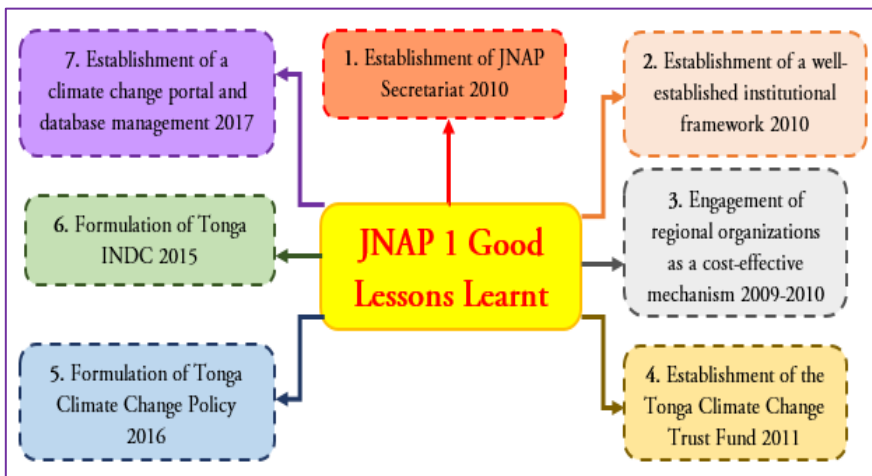 JNAP 1 Good
Lessons Learnt
1. Establishment of JNAP
Secretariat 2010
2. Establishment of a well-
established institutional
framework 2010
3. Engagement of
regional organizations
as a cost-effective
mechanism 2009-2010
4. Establishment of the
Tonga Climate Change
Trust Fund 2011
5. Formulation of Tonga
Climate Change Policy
2016
6. Formulation of Tonga
INDC 2015
7. Establishment of a
climate change portal and
database management 2017